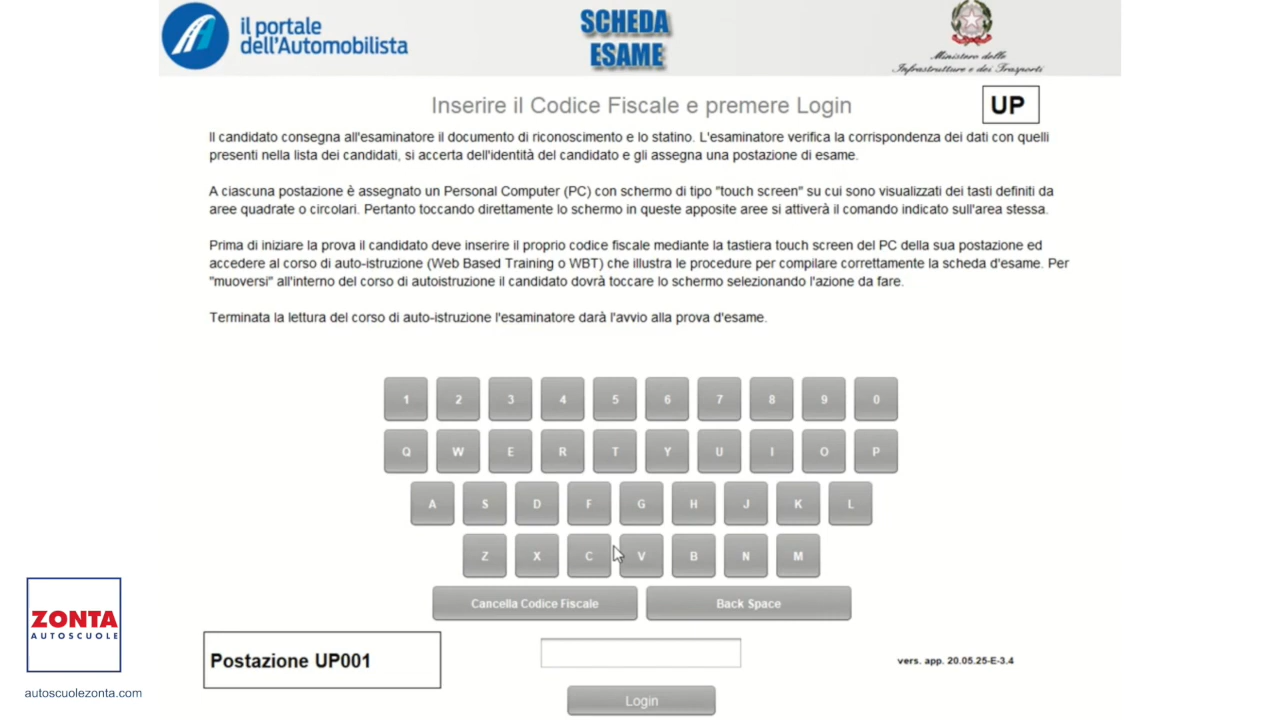 il portale
dell'Automobilista
SCHEDA
ESAME
Ministero delle
Infrastrutture e dei Trasporti
Inserire il Codice Fiscale e premere Login
UP
Il candidato consegna all'esaminatore il documento di riconoscimento e lo statino. L'esaminatore verifica la corrispondenza dei dati con quelli
presenti nella lista dei candidati, si accerta dell'identità del candidato e gli assegna una postazione di esame.
A ciascuna postazione è assegnato un Personal Computer (PC) con schermo di tipo "touch screen" su cui sono visualizzati dei tasti definiti da
aree quadrate o circolari. Pertanto toccando direttamente lo schermo in queste apposite aree si attiverà il comando indicato sull'area stessa.
Prima di iniziare la prova il candidato deve inserire il proprio codice fiscale mediante la tastiera touch screen del PC della sua postazione ed
accedere al corso di auto-istruzione (Web Based Training o WBT) che illustra le procedure per compilare correttamente la scheda d'esame. Per
"muoversi" all'interno del corso di autoistruzione il candidato dovrà toccare lo schermo selezionando l'azione da fare.
Terminata la lettura del corso di auto-istruzione l'esaminatore darà l'avvio alla prova d'esame.
1 2 3 4 5 6 7 8 9 0
Q W E R T Y U I O P
A S D F G H J K L
Z X C V B N M
Cancella Codice Fiscale Back Space
ZONTA
AUTOSCUOLE
autoscuolezonta.com
Postazione UP001
vers. app. 20.05.25-E-3.4
Login